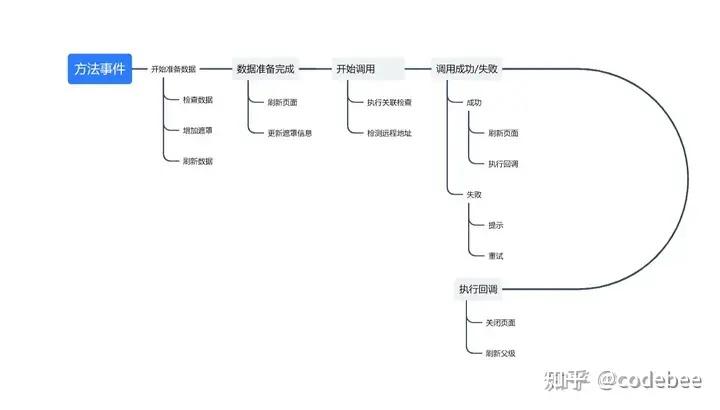 方法事件
开始准备数据
检查数据
增加遮罩
刷新数据
数据准备完成
刷新页面
更新遮罩信息
开始调用
执行关联检查
检测远程地址
调用成功/失败
成功
刷新页面
执行回调
失败
提示
重试
执行回调
关闭页面
刷新父级
知乎 @codebee